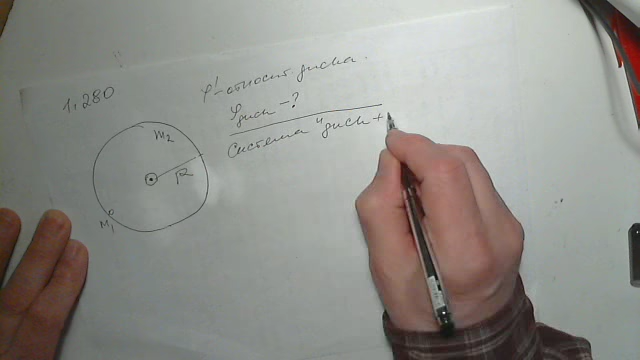 1.280
φ' - относит диска.
φдиск - ?
Система "диск +
m₂
R
m₁